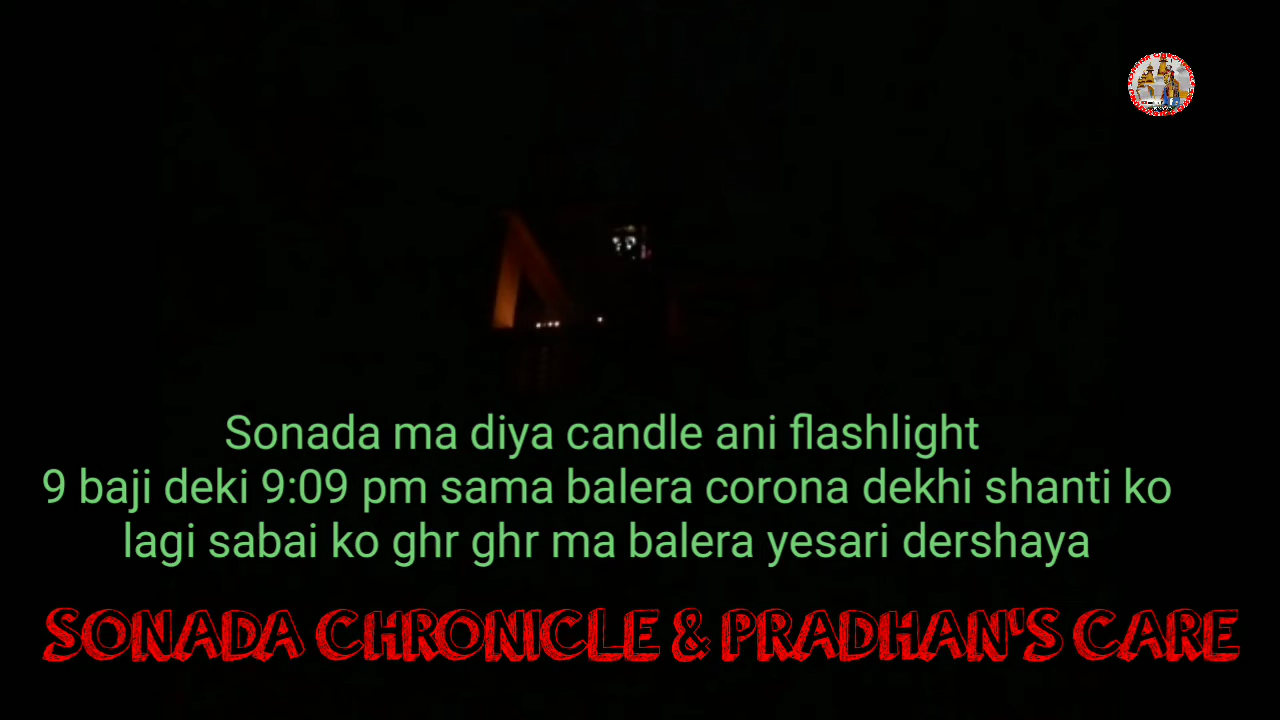 Sonada ma diya candle ani flashlight
9 baji deki 9:09 pm sama balera corona dekhi shanti ko
lagi sabai ko ghr ghr ma balera yesari dershaya
SONADA CHRONICLE & PRADHAN'S CARE